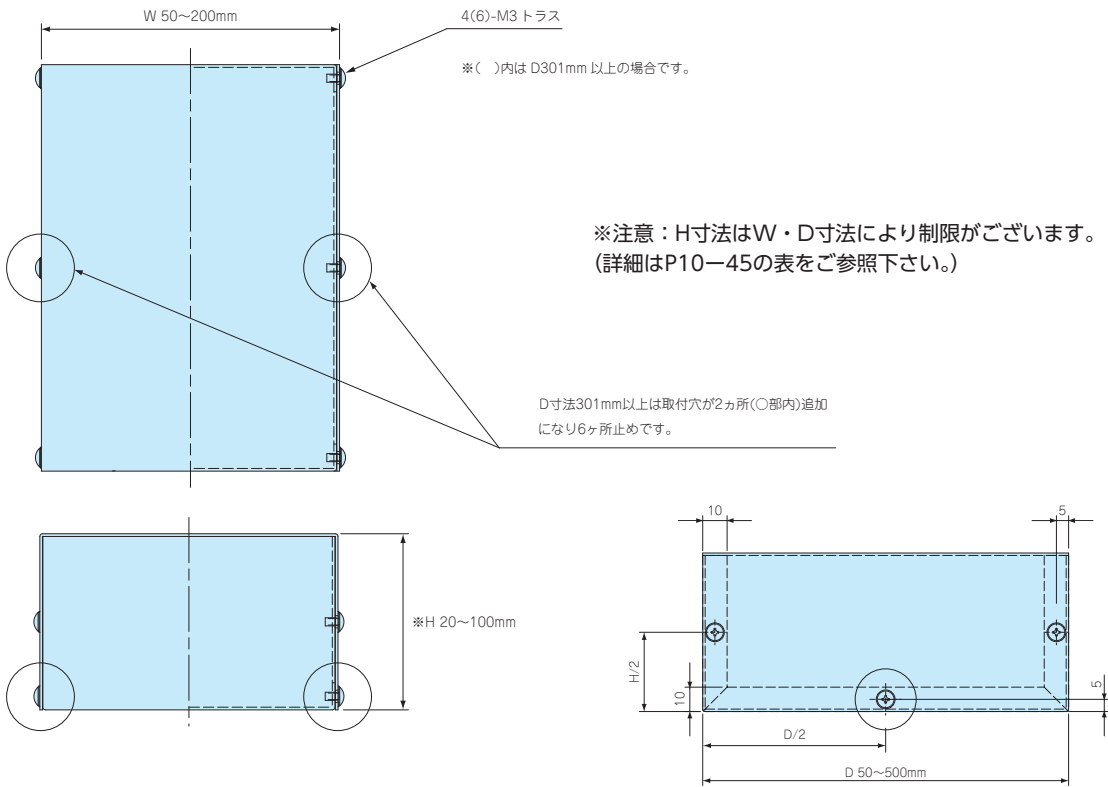 W 50〜200mm
4(6)-M3 トラス
※(　)内は D301mm 以上の場合です。
※注意：H寸法はW・D寸法により制限がございます。
(詳細はP10ー45の表をご参照下さい。)
D寸法301mm以上は取付穴が2ヵ所(○部内)追加
になり6ヶ所止めです。
※H 20〜100mm
10
5
H/2
10
5
D/2
D 50〜500mm